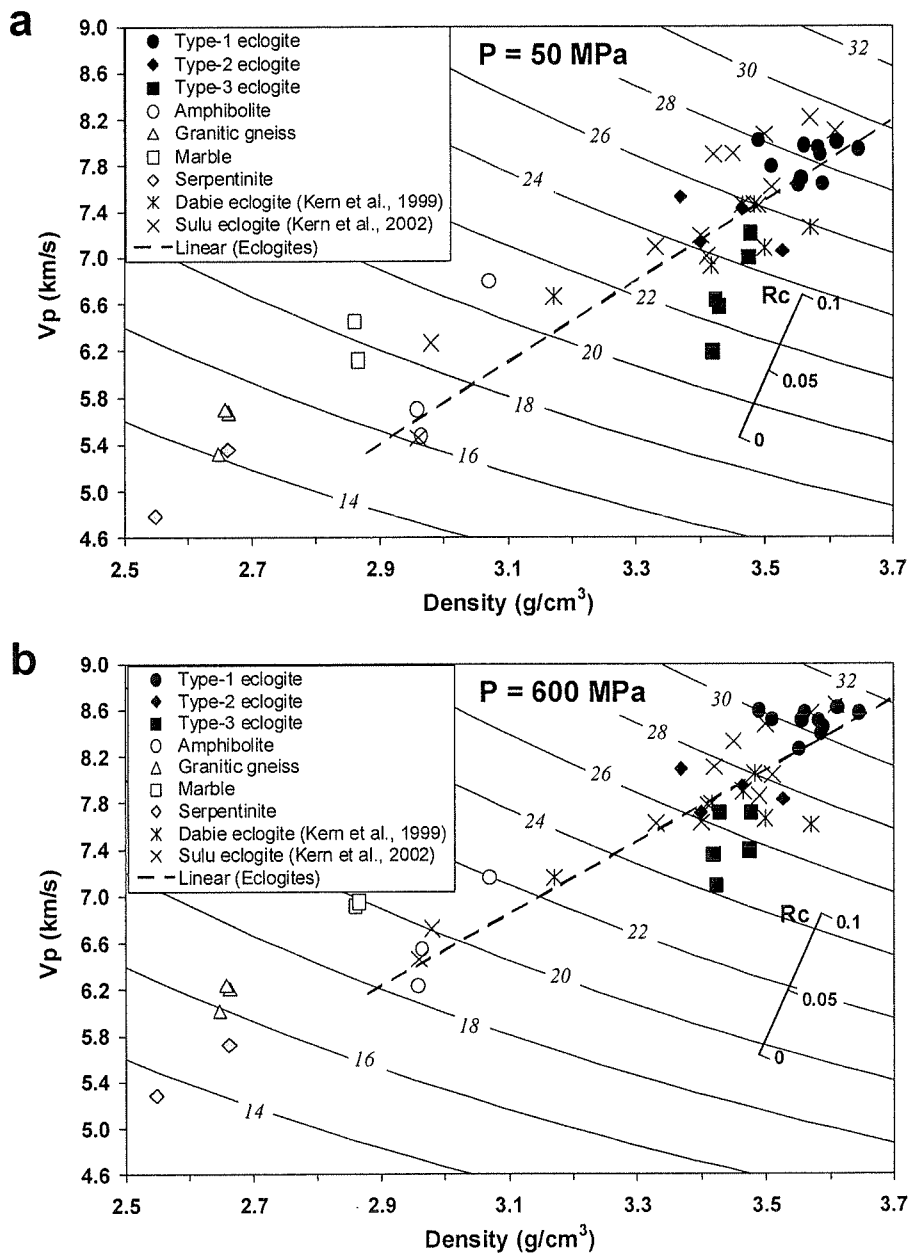 a
P = 50 MPa
Type-1 eclogite
Type-2 eclogite
Type-3 eclogite
Amphibolite
Granitic gneiss
Marble
Serpentinite
Dabie eclogite (Kern et al., 1999)
Sulu eclogite (Kern et al., 2002)
Linear (Eclogites)
9.0
8.6
8.2
7.8
7.4
7.0
6.6
6.2
5.8
5.4
5.0
4.6
Vp (km/s)
32
30
28
26
24
22
20
18
16
14
Rc
0.1
0.05
0
2.5
2.7
2.9
3.1
3.3
3.5
3.7
Density (g/cm³)
b
P = 600 MPa
Type-1 eclogite
Type-2 eclogite
Type-3 eclogite
Amphibolite
Granitic gneiss
Marble
Serpentinite
Dabie eclogite (Kern et al., 1999)
Sulu eclogite (Kern et al., 2002)
Linear (Eclogites)
9.0
8.6
8.2
7.8
7.4
7.0
6.6
6.2
5.8
5.4
5.0
4.6
Vp (km/s)
32
30
28
26
24
22
20
18
16
14
Rc
0.1
0.05
0
2.5
2.7
2.9
3.1
3.3
3.5
3.7
Density (g/cm³)